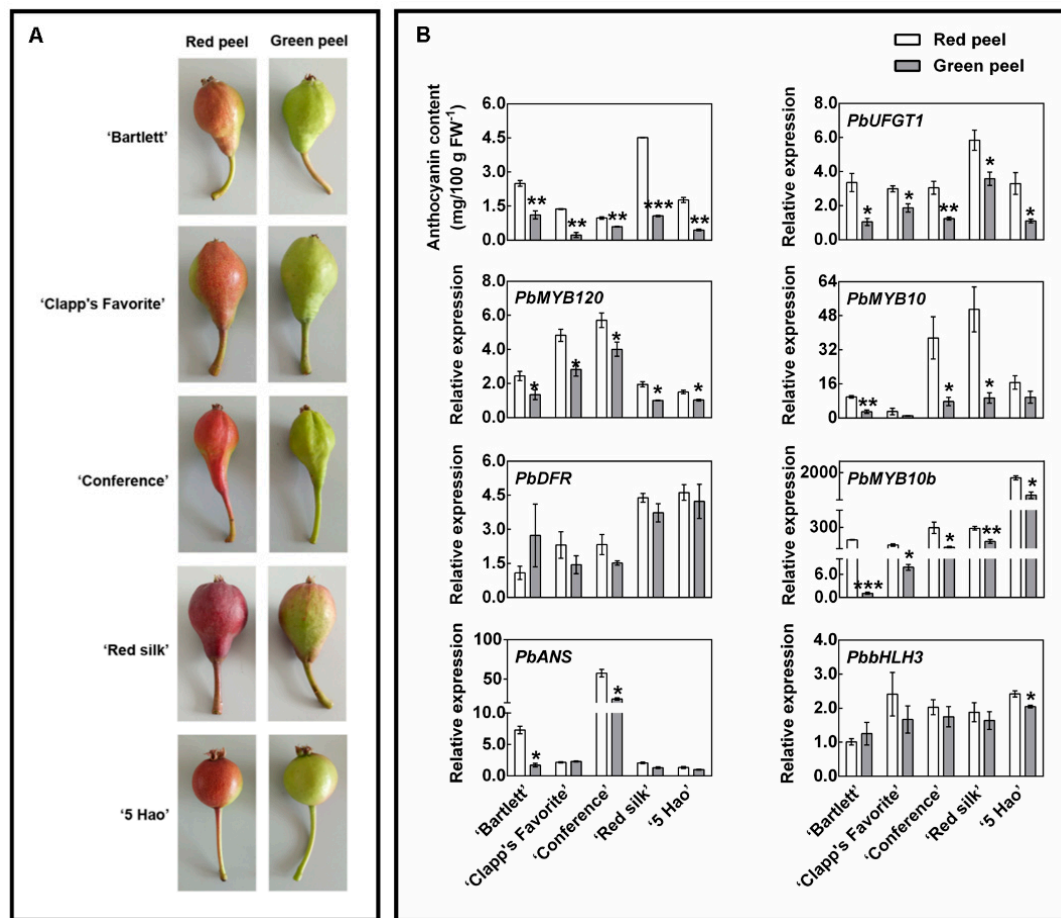 A
Red peel Green peel
‘Bartlett’
‘Clapp's Favorite’
‘Conference’
‘Red silk’
‘5 Hao’
B
Red peel
Green peel
Anthocyanin content
(mg/100 g FW-1)
6.0
4.5
3.0
1.5
0.0
** ** ** *** **
Relative expression
PbUFGT1
8.0
6.0
4.0
2.0
0.0
* * ** * *
Relative expression
PbMYB120
8.0
6.0
4.0
2.0
0.0
* * * * *
Relative expression
PbMYB10
64
48
32
16
0
** * *
Relative expression
PbDFR
6.0
4.5
3.0
1.5
0.0
Relative expression
PbMYB10b
2000
300
6.0
0.0
*** * * ** *
Relative expression
PbANS
100
50
10.0
5.0
0.0
* *
Relative expression
PbbHLH3
4.0
3.0
2.0
1.0
0.0
*
‘Bartlett’
‘Clapp's Favorite’
‘Conference’
‘Red silk’
‘5 Hao’
‘Bartlett’
‘Clapp's Favorite’
‘Conference’
‘Red silk’
‘5 Hao’